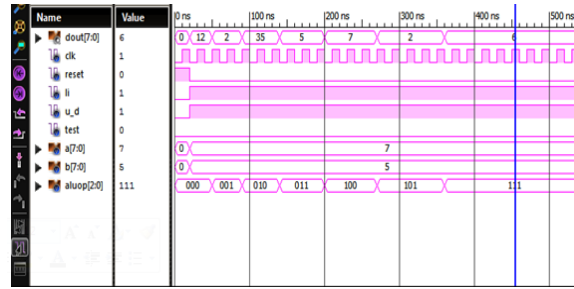 Name Value 0 ns 100 ns 200 ns 300 ns 400 ns 500 ns
dout[7:0] 6 0 12 2 35 5 7 2 6
clk 1
reset 0
li 1
u_d 1
test 0
a[7:0] 7 0 7
b[7:0] 5 0 5
aluop[2:0] 111 000 001 010 011 100 101 111